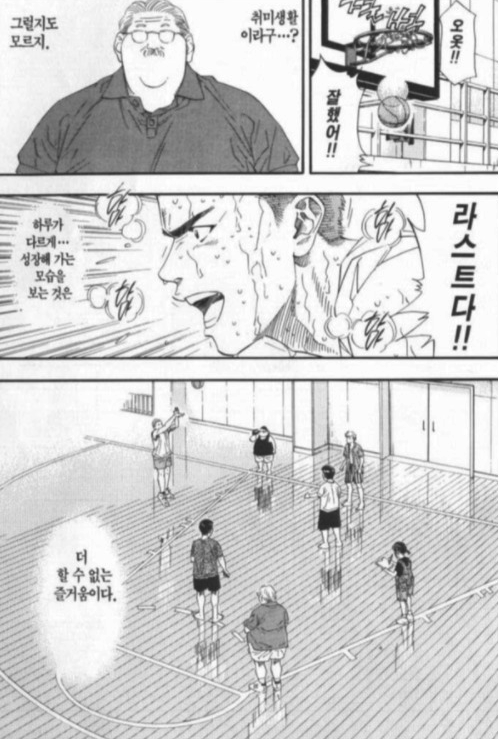 오옷!!
잘했어!!
취미생활
이라구…?
그럴지도
모르지.
라스트다!!
하루가
다르게…
성장해 가는
모습을
보는 것은
더
할 수 없는
즐거움이다.